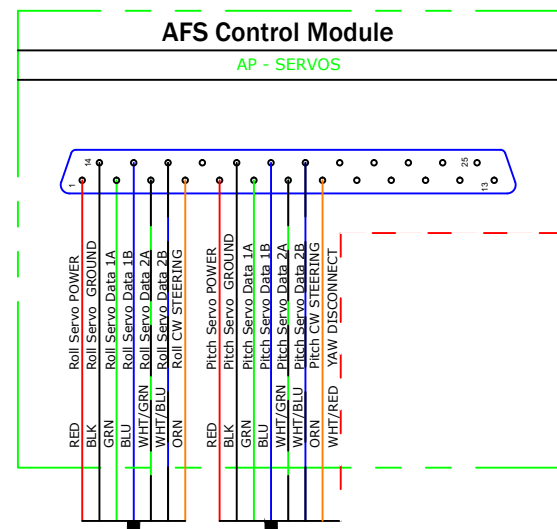 AFS Control Module
AP - SERVOS
14
25
1
13
RED Roll Servo POWER
BLK Roll Servo GROUND
GRN Roll Servo Data 1A
BLU Roll Servo Data 1B
WHT/GRN Roll Servo Data 2A
WHT/BLU Roll Servo Data 2B
ORN Roll CW STEERING
RED Pitch Servo POWER
BLK Pitch Servo GROUND
GRN Pitch Servo Data 1A
BLU Pitch Servo Data 1B
WHT/GRN Pitch Servo Data 2A
WHT/BLU Pitch Servo Data 2B
ORN Pitch CW STEERING
WHT/RED YAW DISCONNECT